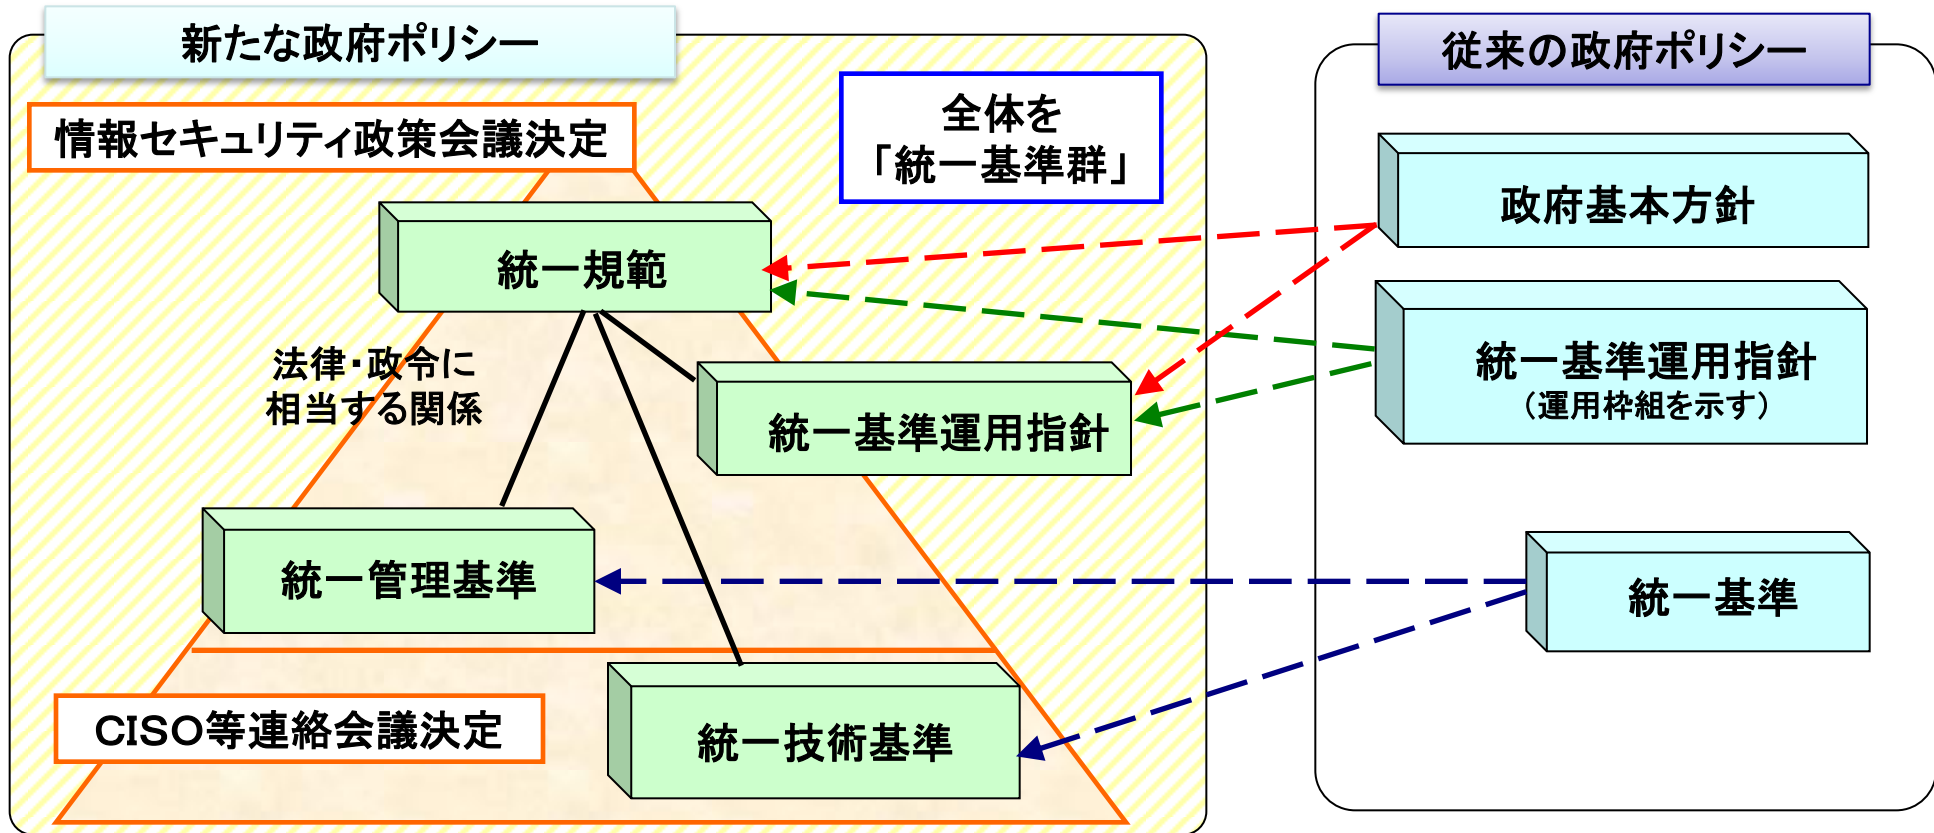 新たな政府ポリシー
情報セキュリティ政策会議決定
全体を
「統一基準群」
統一規範
法律・政令に
相当する関係
統一基準運用指針
統一管理基準
CISO等連絡会議決定
統一技術基準
従来の政府ポリシー
政府基本方針
統一基準運用指針
（運用枠組を示す）
統一基準